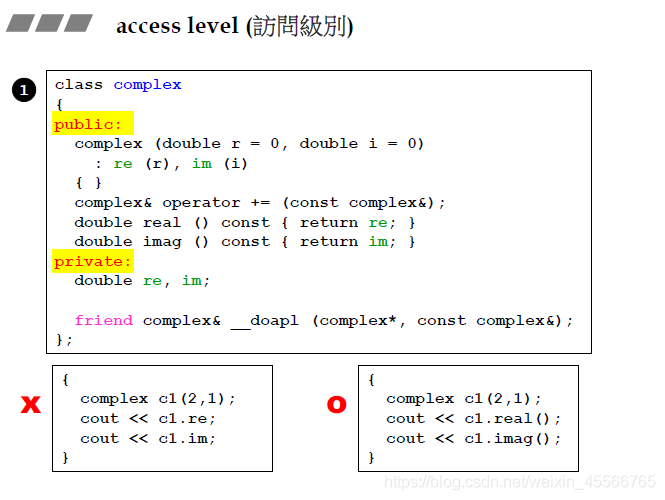 access level (訪問級別)
1
class complex
{
public:
complex (double r = 0, double i = 0)
: re (r), im (i)
{ }
complex& operator += (const complex&);
double real () const { return re; }
double imag () const { return im; }
private:
double re, im;
friend complex& __doapl (complex*, const complex&);
};
x
{
complex c1(2,1);
cout << c1.re;
cout << c1.im;
}
o
{
complex c1(2,1);
cout << c1.real();
cout << c1.imag();
}
https://blog.csdn.net/weixin_45566765